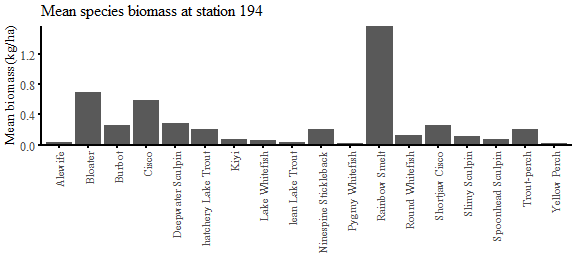 Mean species biomass at station 194
Mean biomass (kg/ha)
1.2
0.8
0.4
0.0
Alewife
Bloater
Burbot
Cisco
Deepwater Sculpin
hatchery Lake Trout
Kiyi
Lake Whitefish
lean Lake Trout
Ninespine Stickleback
Pygmy Whitefish
Rainbow Smelt
Round Whitefish
Shortjaw Cisco
Slimy Sculpin
Spoonhead Sculpin
Trout-perch
Yellow Perch